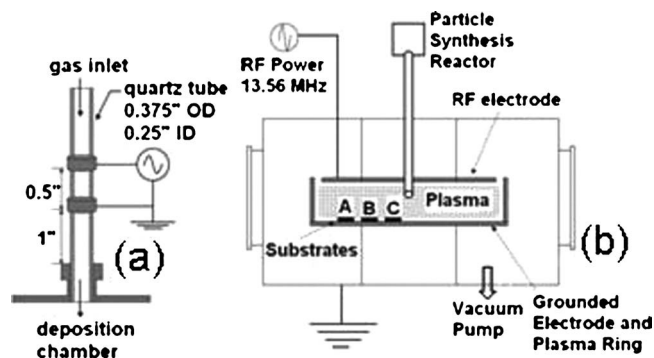 gas inlet
quartz tube
0.375" OD
0.25" ID
0.5"
1"
(a)
deposition
chamber
RF Power
13.56 MHz
Particle
Synthesis
Reactor
RF electrode
A B C Plasma
Substrates
(b)
Vacuum
Pump
Grounded
Electrode and
Plasma Ring